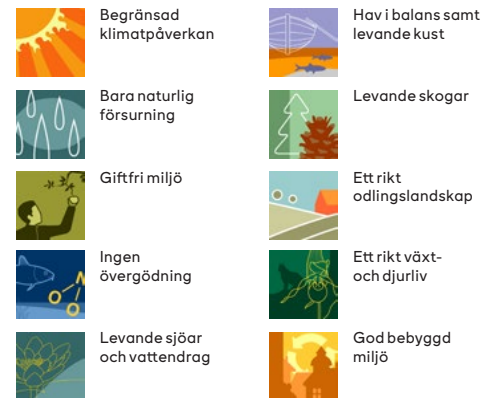 Begränsad
klimatpåverkan
Bara naturlig
försurning
Giftfri miljö
Ingen
övergödning
Levande sjöar
och vattendrag
Hav i balans samt
levande kust
Levande skogar
Ett rikt
odlingslandskap
Ett rikt växt-
och djurliv
God bebyggd
miljö
O
N
O